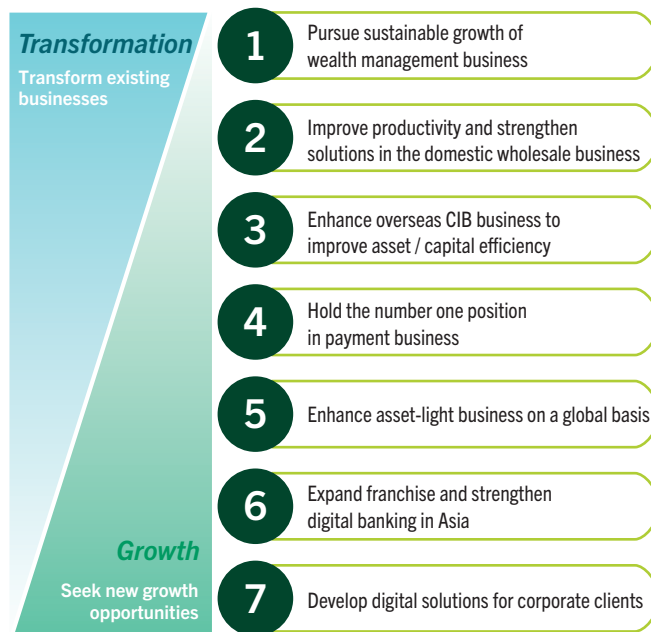 Transformation
Transform existing
businesses
1
Pursue sustainable growth of
wealth management business
2
Improve productivity and strengthen
solutions in the domestic wholesale business
3
Enhance overseas CIB business to
improve asset / capital efficiency
4
Hold the number one position
in payment business
5
Enhance asset-light business on a global basis
6
Expand franchise and strengthen
digital banking in Asia
Growth
Seek new growth
opportunities
7
Develop digital solutions for corporate clients